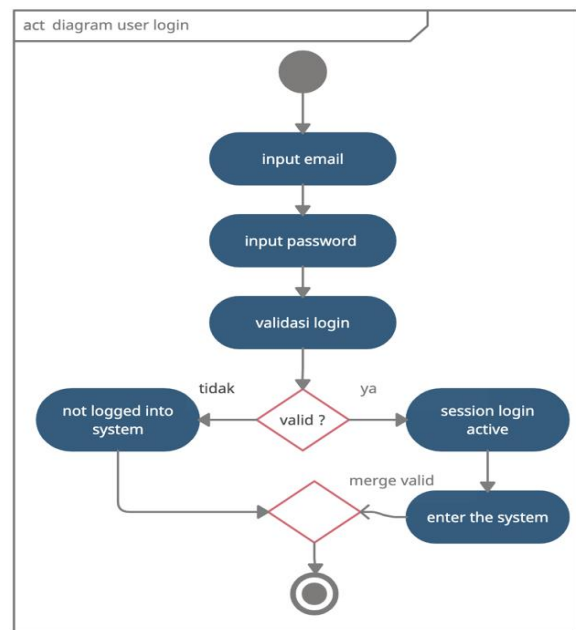 act diagram user login
input email
input password
validasi login
tidak
ya
not logged into
system
valid ?
session login
active
merge valid
enter the system